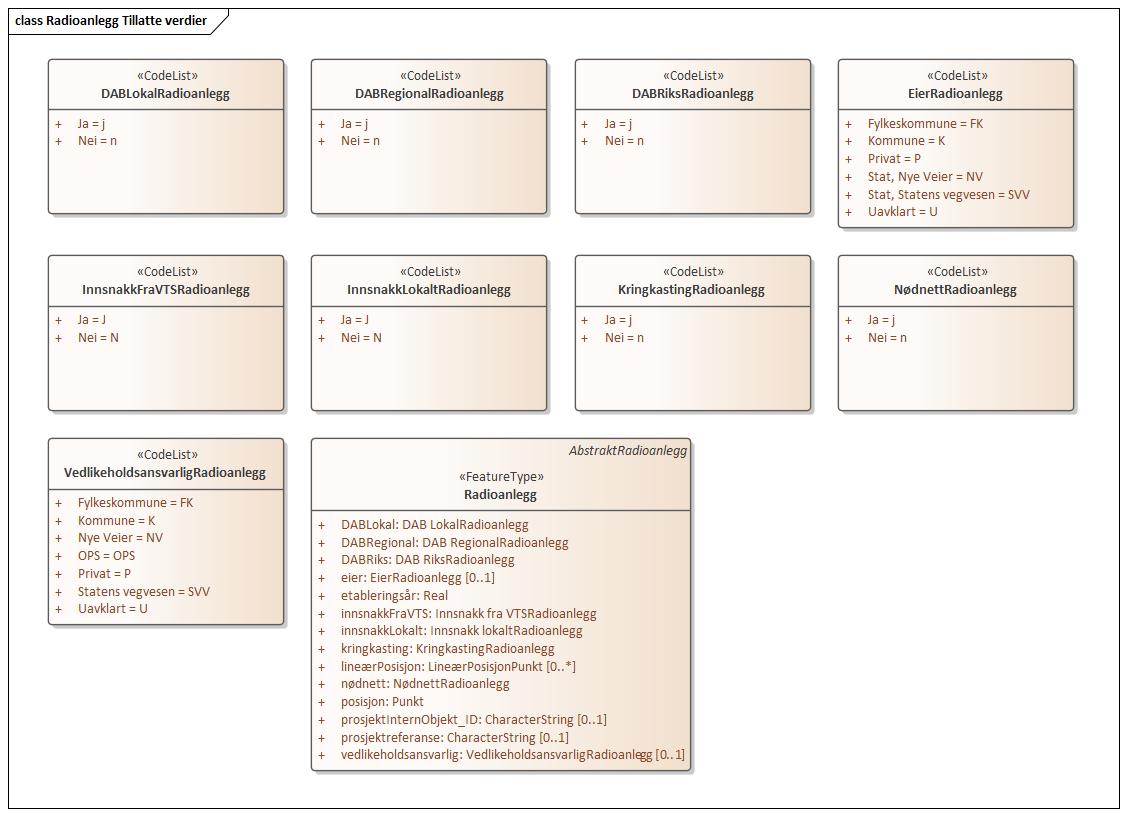 class Radioanlegg Tillatte verdier
«CodeList»
DABLokalRadioanlegg
+ Ja = j
+ Nei = n
«CodeList»
DABRegionalRadioanlegg
+ Ja = j
+ Nei = n
«CodeList»
DABRiksRadioanlegg
+ Ja = j
+ Nei = n
«CodeList»
EierRadioanlegg
+ Fylkeskommune = FK
+ Kommune = K
+ Privat = P
+ Stat, Nye Veier = NV
+ Stat, Statens vegvesen = SVV
+ Uavklart = U
«CodeList»
InnsnakkFraVTSRadioanlegg
+ Ja = J
+ Nei = N
«CodeList»
InnsnakkLokaltRadioanlegg
+ Ja = J
+ Nei = N
«CodeList»
KringkastingRadioanlegg
+ Ja = j
+ Nei = n
«CodeList»
NødnettRadioanlegg
+ Ja = j
+ Nei = n
«CodeList»
VedlikeholdsansvarligRadioanlegg
+ Fylkeskommune = FK
+ Kommune = K
+ Nye Veier = NV
+ OPS = OPS
+ Privat = P
+ Statens vegvesen = SVV
+ Uavklart = U
AbstraktRadioanlegg
«FeatureType»
Radioanlegg
+ DABLokal: DAB LokalRadioanlegg
+ DABRegional: DAB RegionalRadioanlegg
+ DABRiks: DAB RiksRadioanlegg
+ eier: EierRadioanlegg [0..1]
+ etableringsår: Real
+ innsnakkFraVTS: Innsnakk fra VTSRadioanlegg
+ innsnakkLokalt: Innsnakk lokaltRadioanlegg
+ kringkasting: KringkastingRadioanlegg
+ lineærPosisjon: LineærPosisjonPunkt [0..*]
+ nødnett: NødnettRadioanlegg
+ posisjon: Punkt
+ prosjektInternObjekt_ID: CharacterString [0..1]
+ prosjektreferanse: CharacterString [0..1]
+ vedlikeholdsansvarlig: VedlikeholdsansvarligRadioanlegg [0..1]